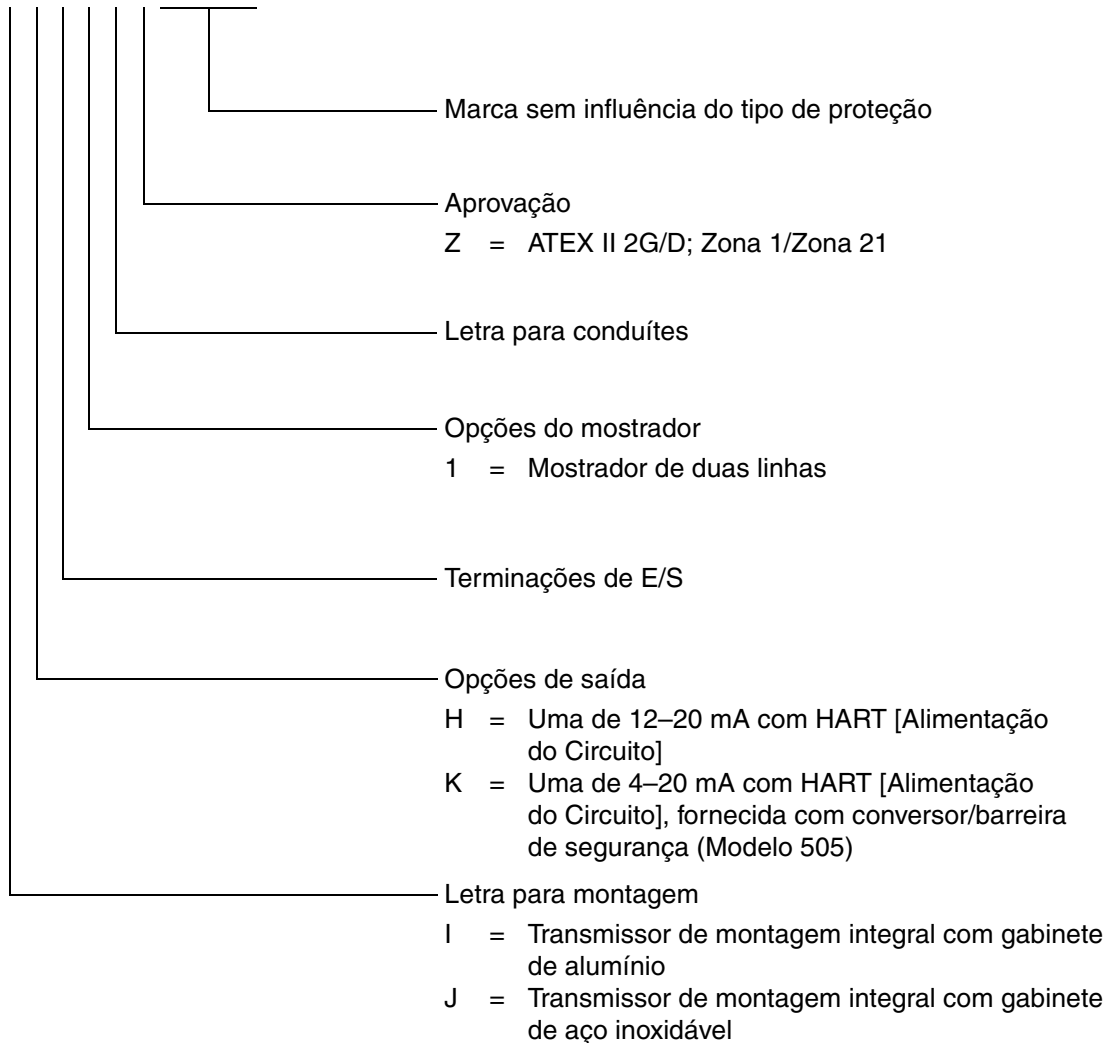 Marca sem influência do tipo de proteção
Aprovação
Z = ATEX II 2G/D; Zona 1/Zona 21
Letra para conduítes
Opções do mostrador
1 = Mostrador de duas linhas
Terminações de E/S
Opções de saída
H = Uma de 12–20 mA com HART [Alimentação
do Circuito]
K = Uma de 4–20 mA com HART [Alimentação
do Circuito], fornecida com conversor/barreira
de segurança (Modelo 505)
Letra para montagem
I = Transmissor de montagem integral com gabinete
de alumínio
J = Transmissor de montagem integral com gabinete
de aço inoxidável